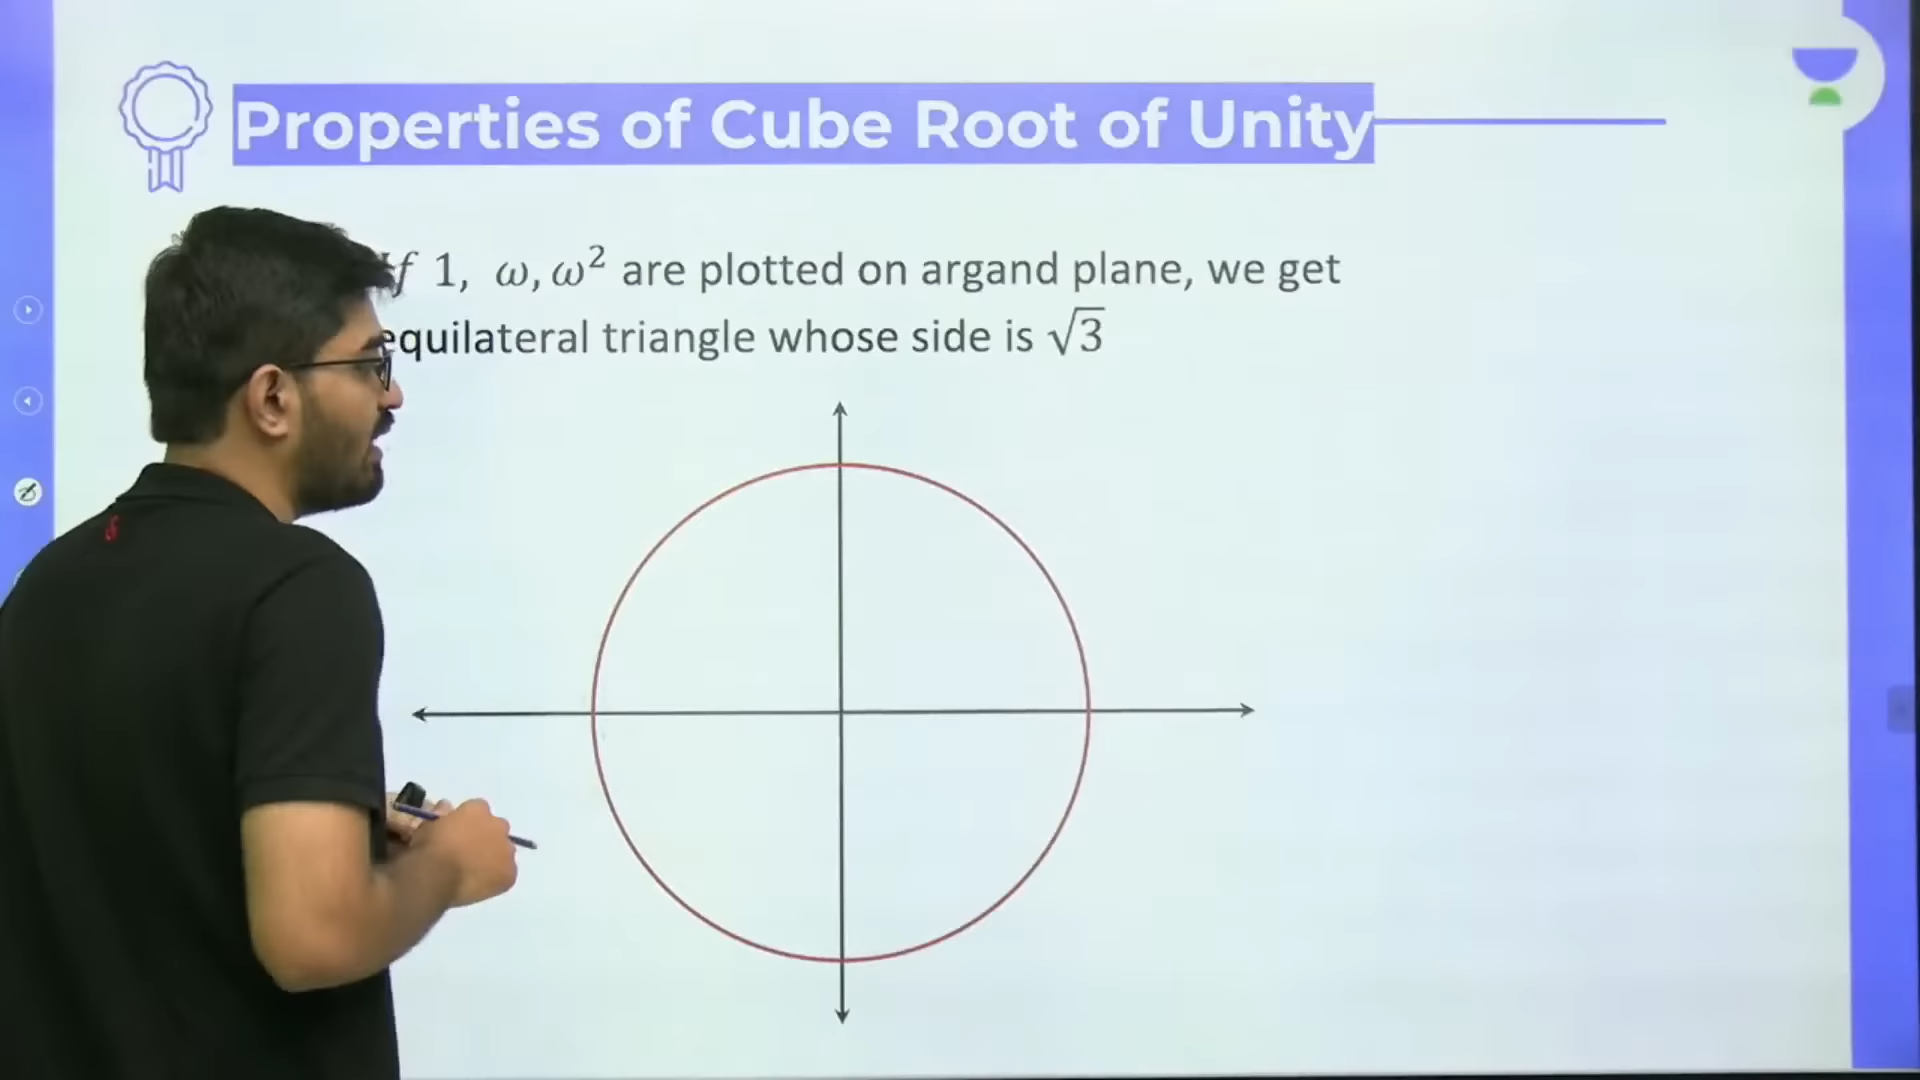 Properties of Cube Root of Unity
If 1, ω, ω² are plotted on argand plane, we get
equilateral triangle whose side is √3